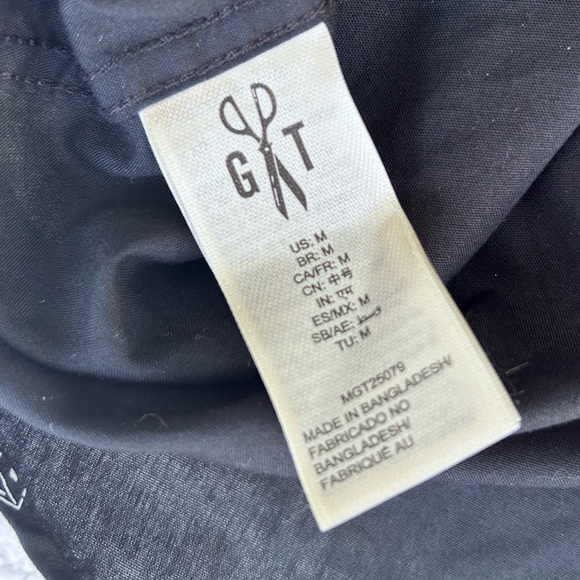 GT
US: M
BR: M
CA/FR: M
CN: 中号
IN: एम
ES/MX: M
SB/AE: وسط
TU: M
MGT25079
MADE IN BANGLADESH/
FABRICADO NO
BANGLADESH/
FABRIQUÉ AU